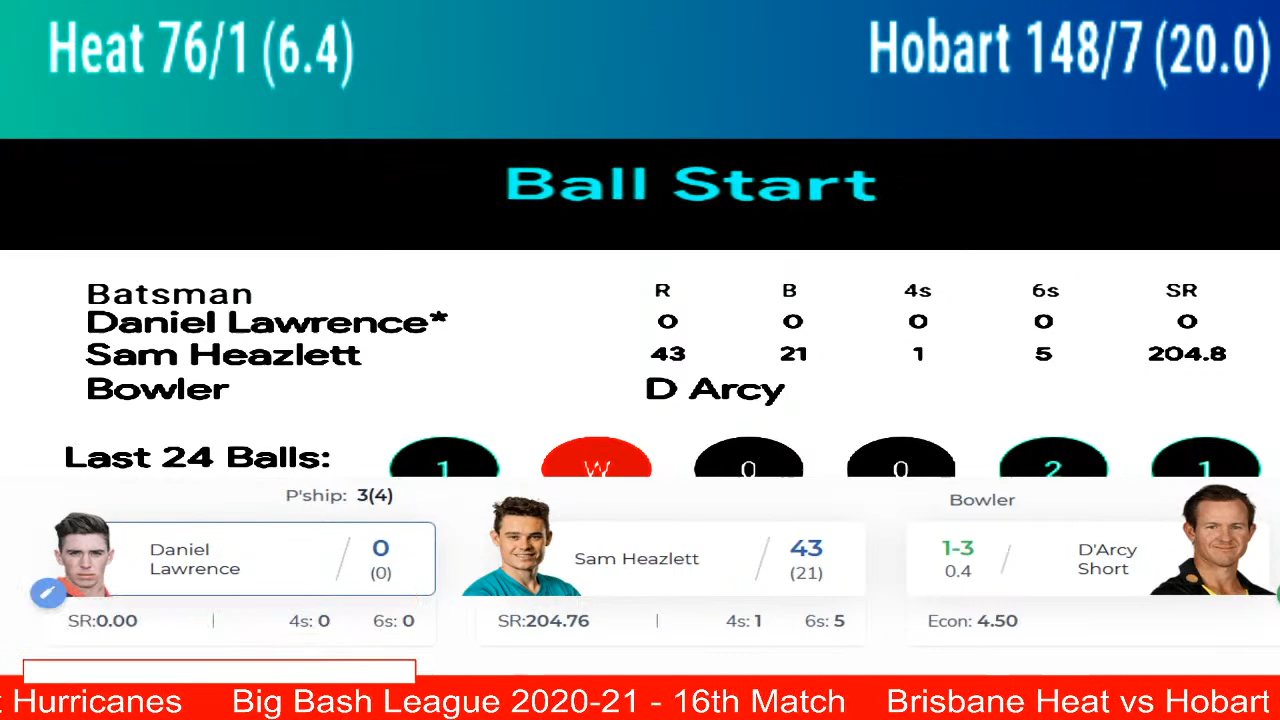 Heat 76/1 (6.4)
Hobart 148/7 (20.0)
Ball Start
Batsman R B 4s 6s SR
Daniel Lawrence* 0 0 0 0 0
Sam Heazlett 43 21 1 5 204.8
Bowler D Arcy
Last 24 Balls: 1 W 0 0 2 1
P'ship: 3(4)
Daniel Lawrence 0 (0)
SR:0.00 4s: 0 6s: 0
Sam Heazlett 43 (21)
SR:204.76 4s: 1 6s: 5
Bowler
1-3 0.4 D'Arcy Short
Econ: 4.50
t Hurricanes Big Bash League 2020-21 - 16th Match Brisbane Heat vs Hobart